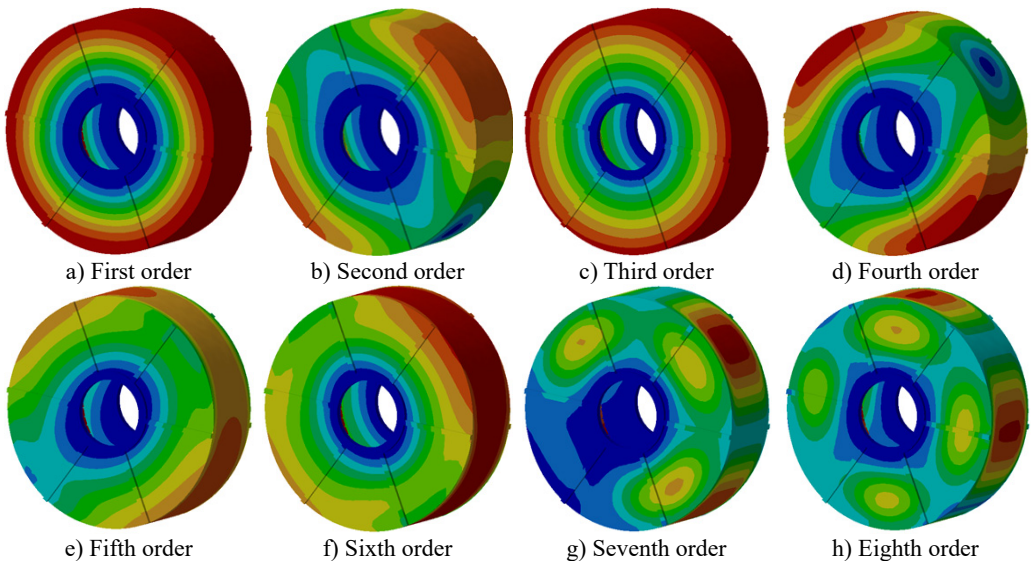 a) First order
b) Second order
c) Third order
d) Fourth order
e) Fifth order
f) Sixth order
g) Seventh order
h) Eighth order